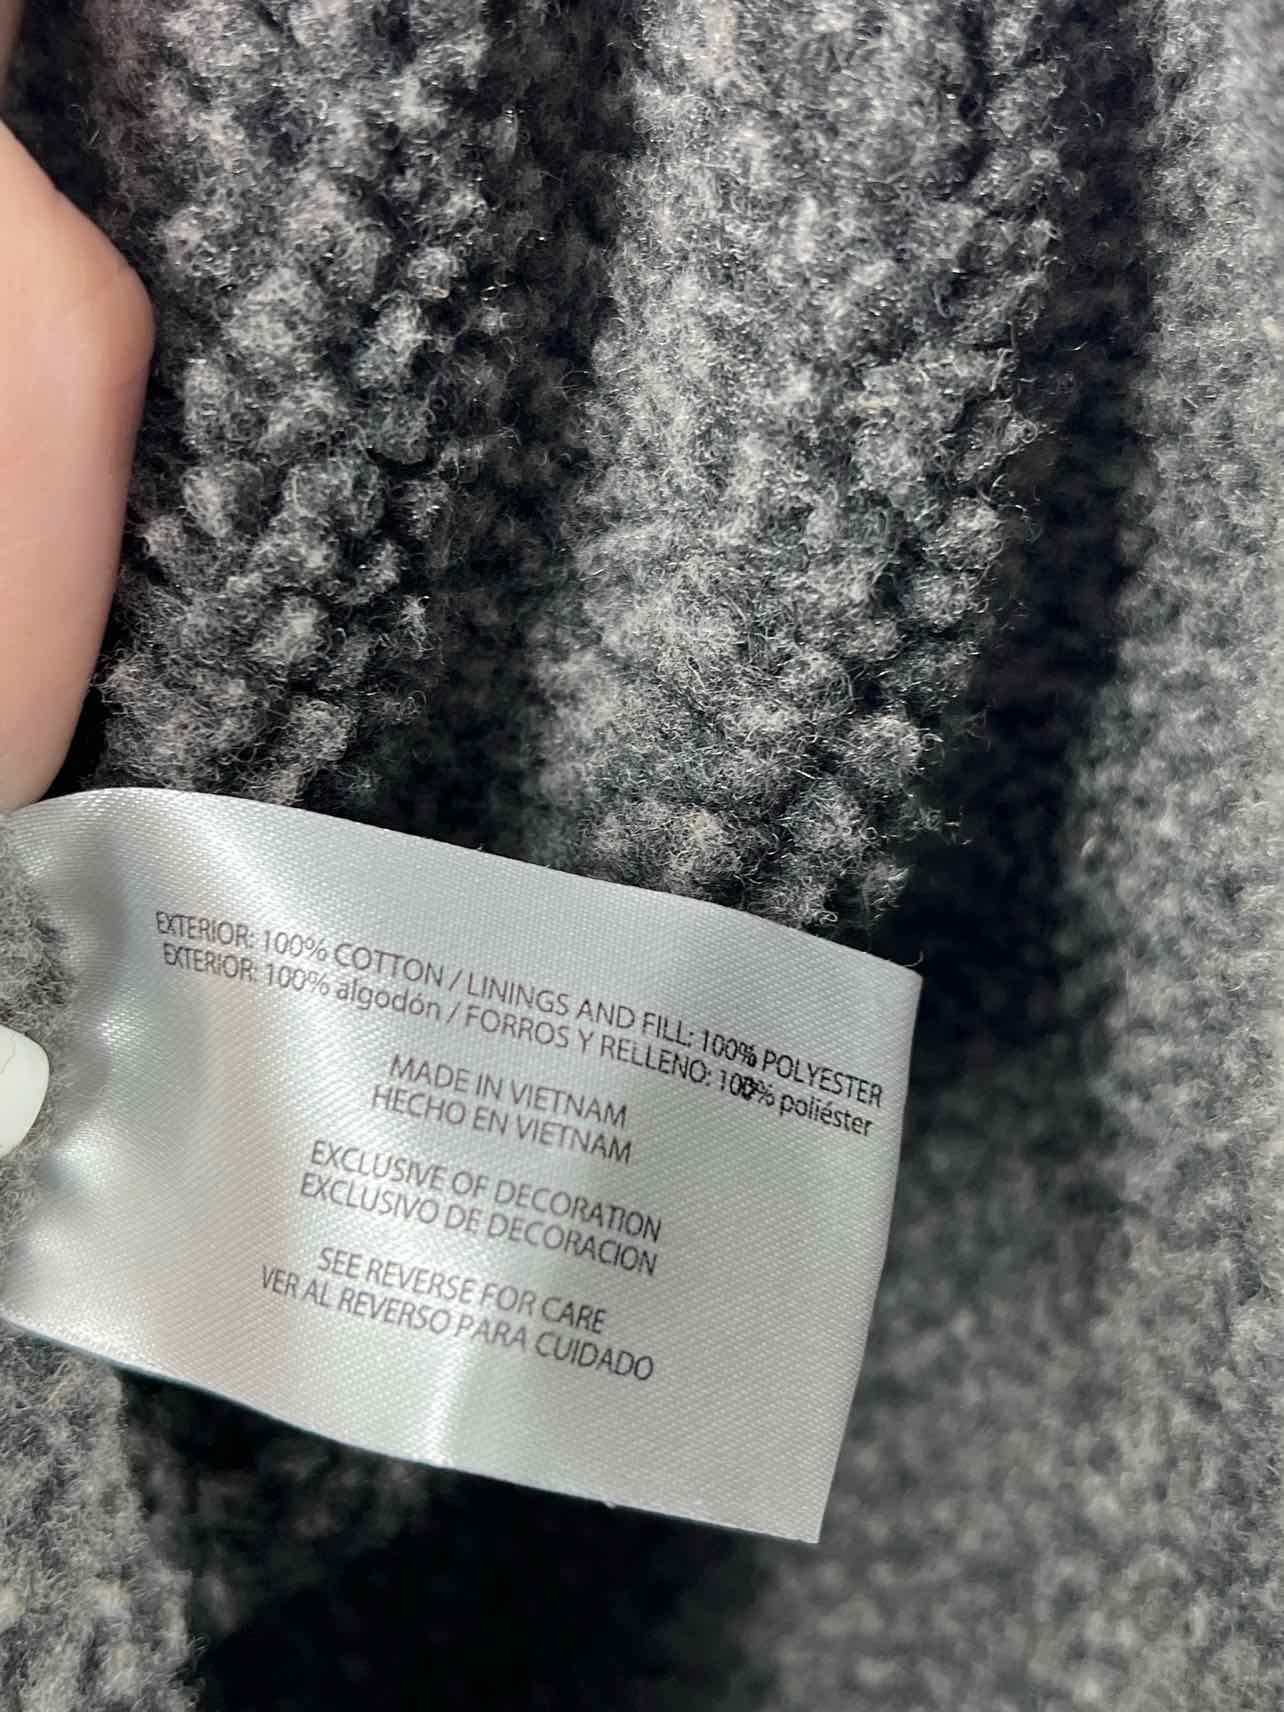 EXTERIOR: 100% COTTON / LININGS AND FILL: 100% POLYESTER
EXTERIOR: 100% algodón / FORROS Y RELLENO: 100% poliéster
MADE IN VIETNAM
HECHO EN VIETNAM
EXCLUSIVE OF DECORATION
EXCLUSIVO DE DECORACION
SEE REVERSE FOR CARE
VER AL REVERSO PARA CUIDADO